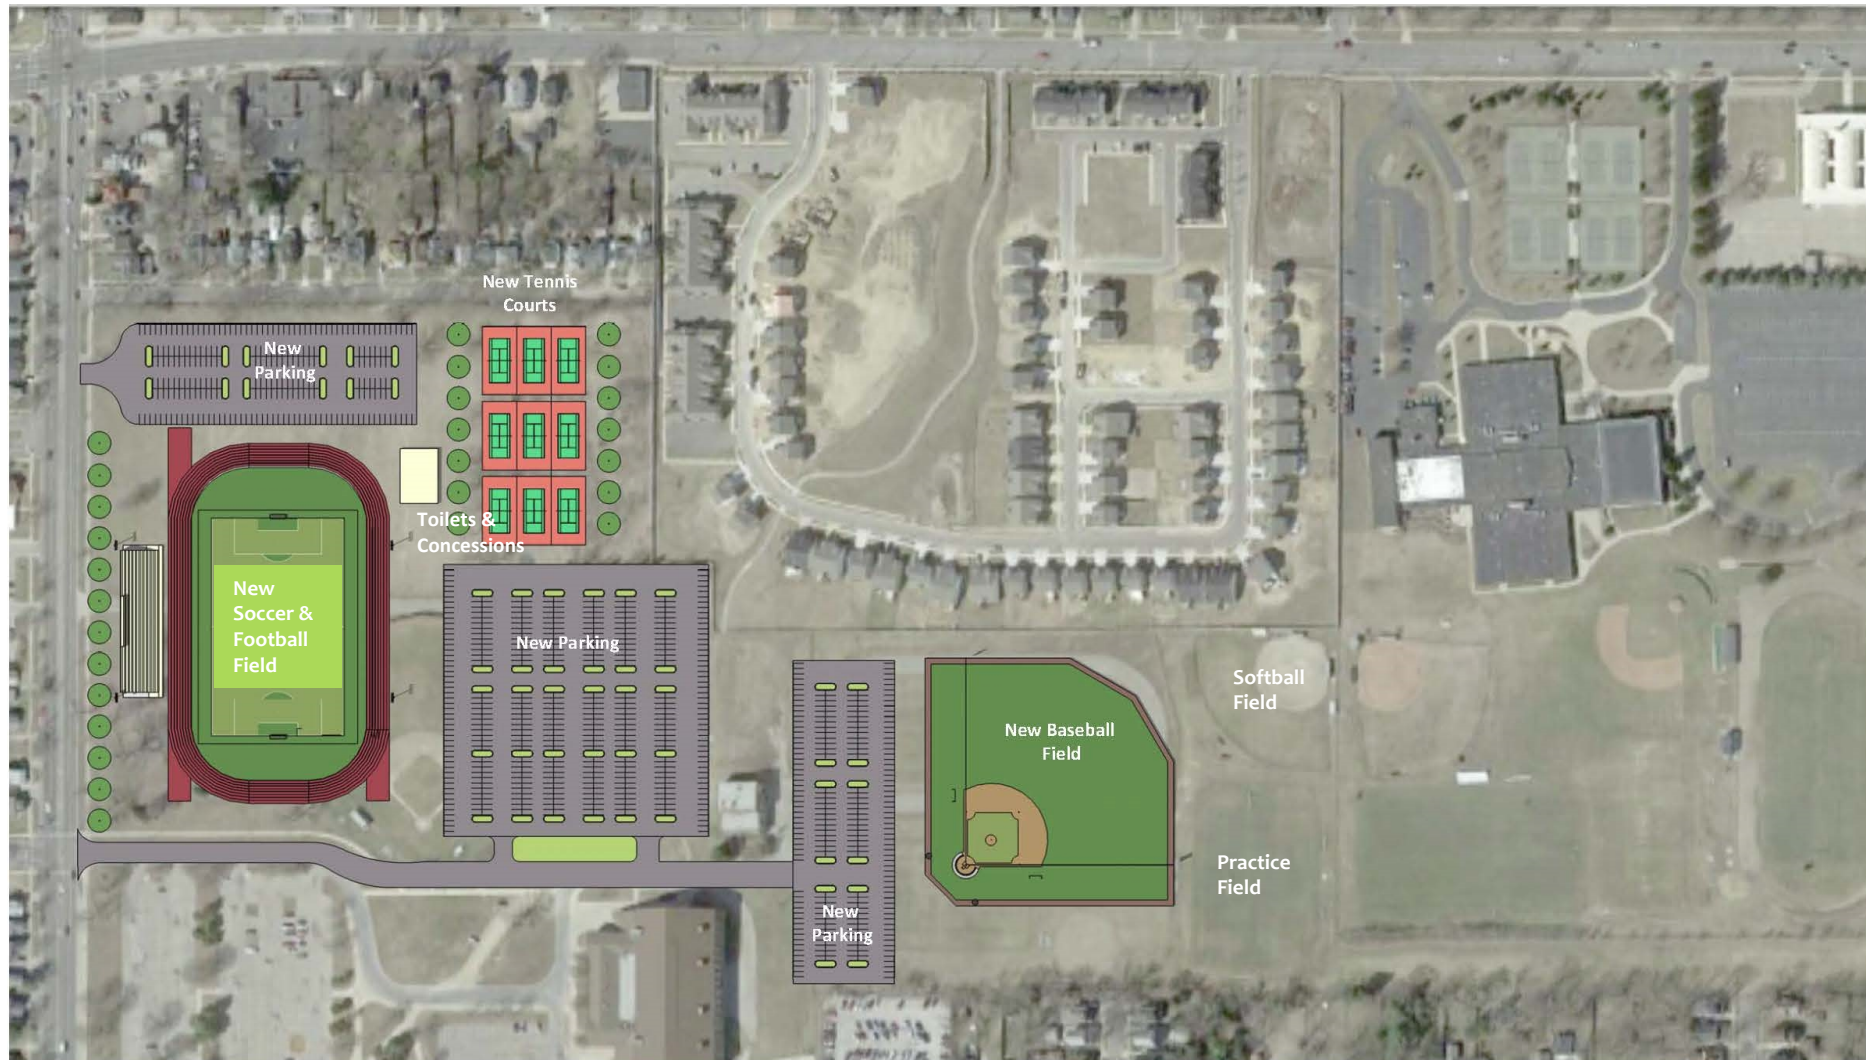 New Tennis
Courts
New
Parking
Toilets &
Concessions
New
Soccer &
Football
Field
New Parking
Softball
Field
New Baseball
Field
Practice
Field
New
Parking